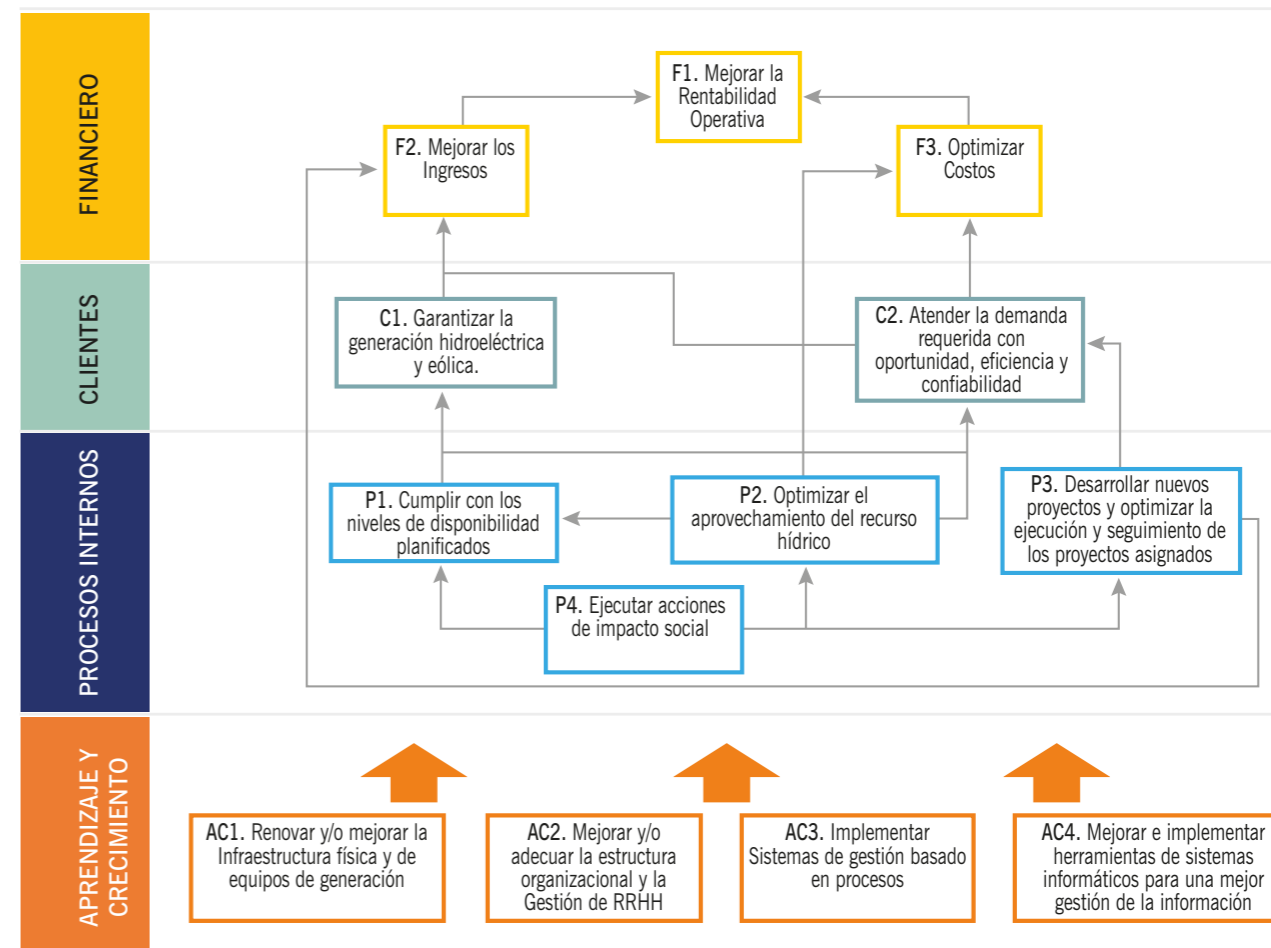 FINANCIERO
F1. Mejorar la
Rentabilidad
Operativa
F2. Mejorar los
Ingresos
F3. Optimizar
Costos
CLIENTES
C1. Garantizar la
generación hidroeléctrica
y eólica.
C2. Atender la demanda
requerida con
oportunidad, eficiencia y
confiabilidad
PROCESOS INTERNOS
P1. Cumplir con los
niveles de disponibilidad
planificados
P2. Optimizar el
aprovechamiento del recurso
hídrico
P3. Desarrollar nuevos
proyectos y optimizar la
ejecución y seguimiento de
los proyectos asignados
P4. Ejecutar acciones
de impacto social
APRENDIZAJE Y
CRECIMIENTO
AC1. Renovar y/o mejorar la
Infraestructura física y de
equipos de generación
AC2. Mejorar y/o
adecuar la estructura
organizacional y la
Gestión de RRHH
AC3. Implementar
Sistemas de gestión basado
en procesos
AC4. Mejorar e implementar
herramientas de sistemas
informáticos para una mejor
gestión de la información